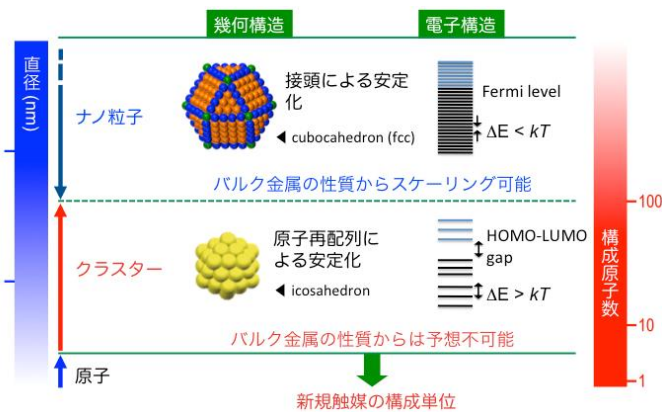 幾何構造
電子構造
直径 (nm)
ナノ粒子
接頭による安定
化
cubocahedron (fcc)
Fermi level
ΔE < kT
バルク金属の性質からスケーリング可能
100
クラスター
原子再配列に
よる安定化
icosahedron
HOMO-LUMO
gap
ΔE > kT
構成原子数
10
バルク金属の性質からは予想不可能
原子
1
新規触媒の構成単位